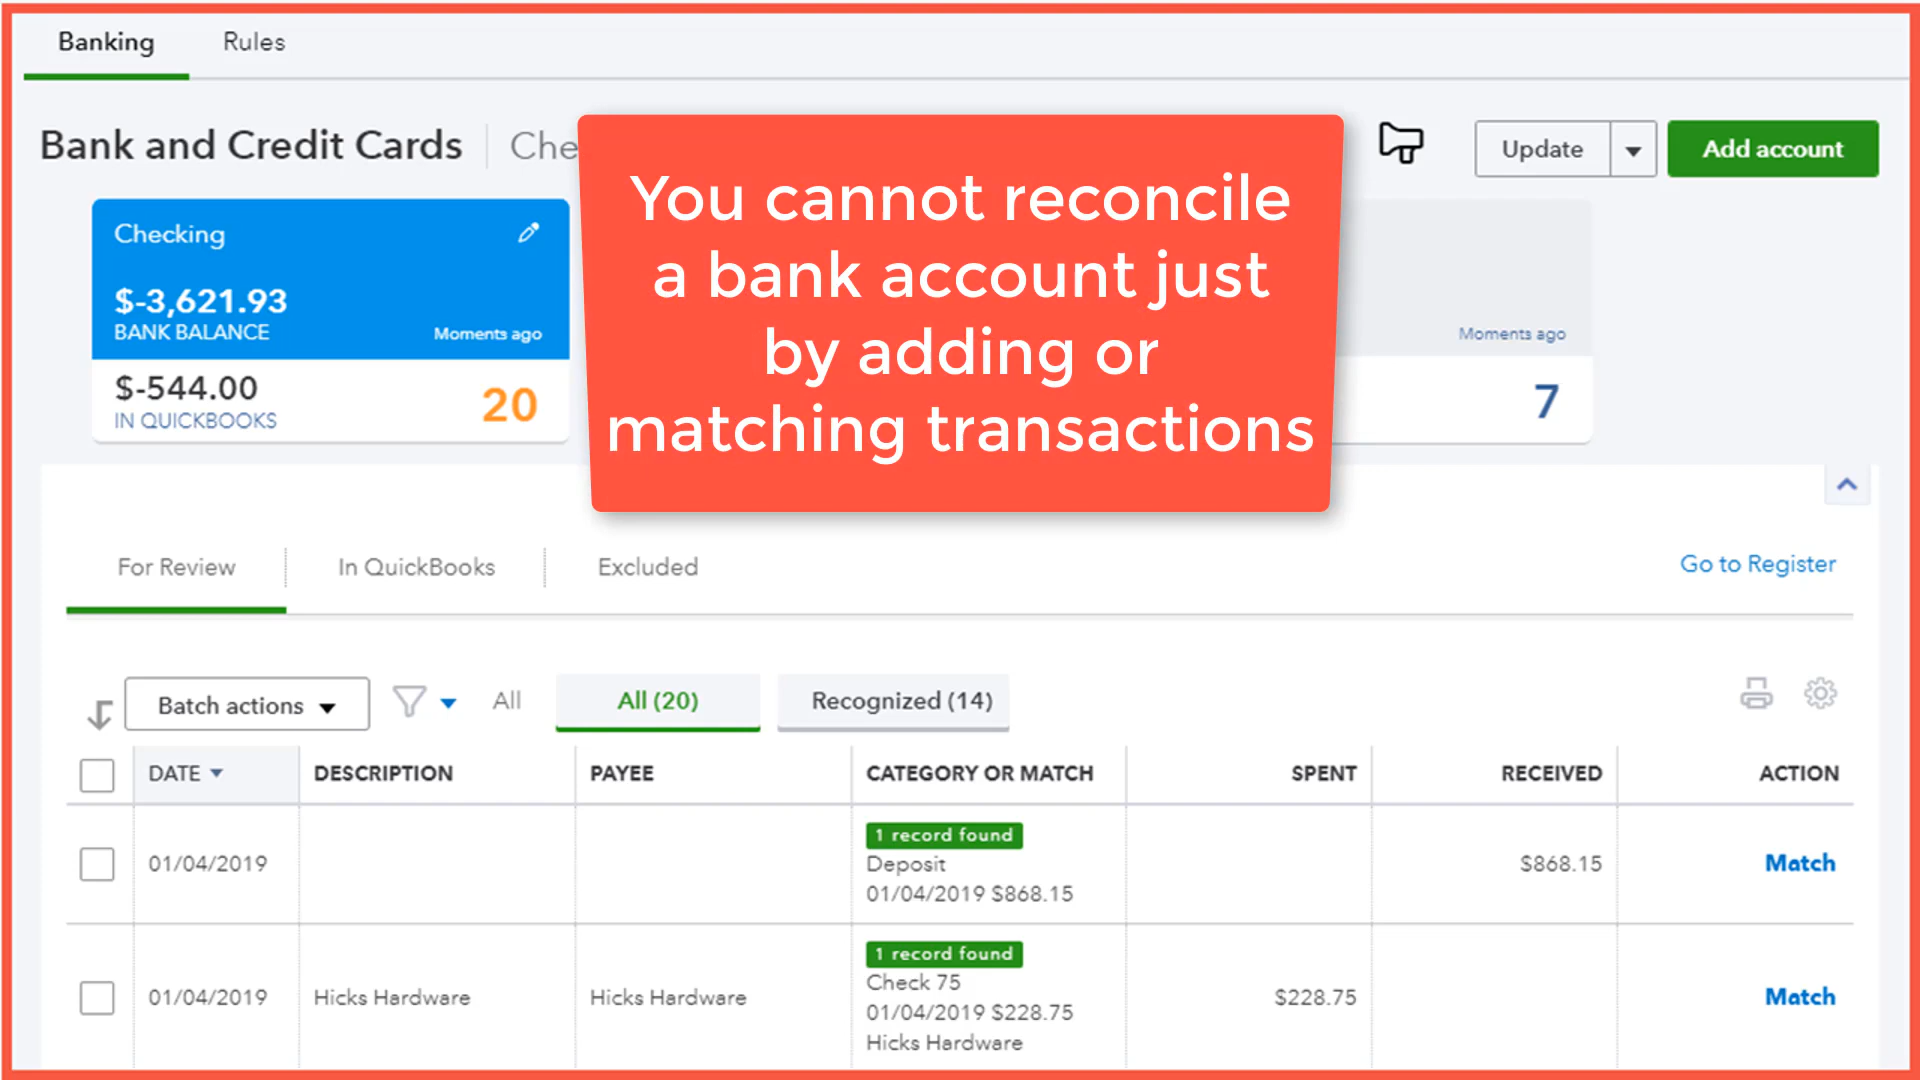 Banking Rules
Bank and Credit Cards Che
Update Add account
You cannot reconcile
a bank account just
by adding or
matching transactions
Checking
$-3,621.93
BANK BALANCE Moments ago
$-544.00
IN QUICKBOOKS
20
Moments ago
7
For Review In QuickBooks Excluded Go to Register
Batch actions All All (20) Recognized (14)
DATE DESCRIPTION PAYEE CATEGORY OR MATCH SPENT RECEIVED ACTION
1 record found
01/04/2019 Deposit $868.15 Match
01/04/2019 $868.15
1 record found
Check 75
01/04/2019 Hicks Hardware Hicks Hardware 01/04/2019 $228.75 $228.75 Match
Hicks Hardware